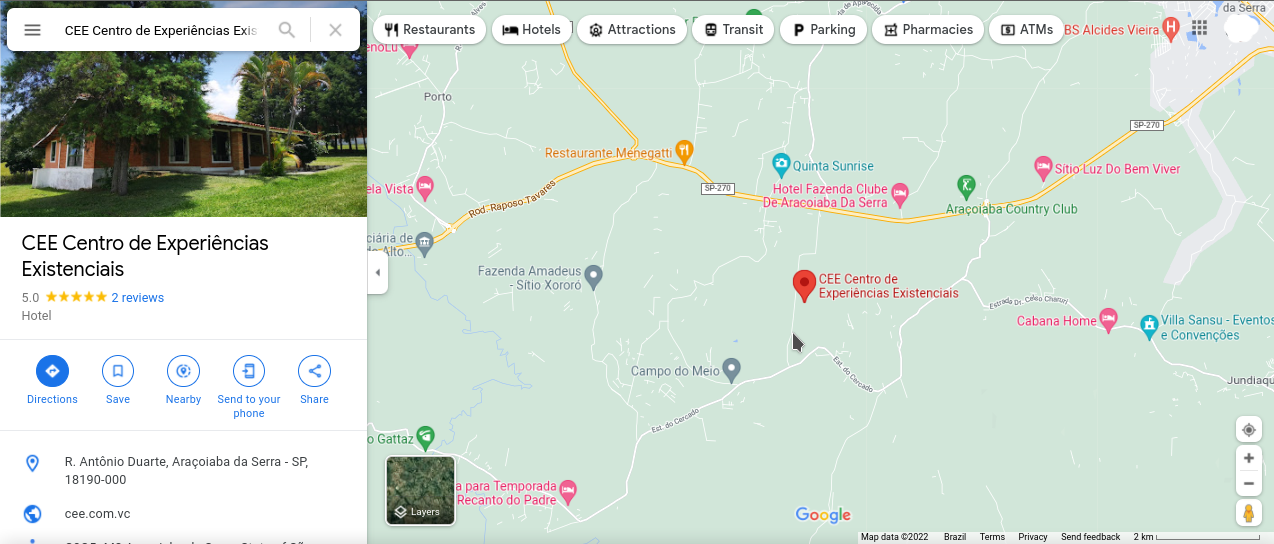 CEE Centro de Experiências Exis
Restaurants
Hotels
Attractions
Transit
Parking
Pharmacies
ATMs
da Serra
BS Alcides Vieira
Porto
SP-270
Restaurante Menegatti
Quinta Sunrise
Sítio Luz Do Bem Viver
ela Vista
SP-270
Hotel Fazenda Clube
De Aracoiaba Da Serra
Rod. Raposo Tavares
Araçoiaba Country Club
ciária de
Alto...
Fazenda Amadeus
- Sítio Xororó
CEE Centro de
Experiências Existenciais
Estrada Dr. Celso Charuri
Cabana Home
Villa Sansu - Eventos
e Convenções
Campo do Meio
Est. do Cercado
Jundiaqu
Est. do Cercado
o Gattaz
a para Temporada
Recanto do Padre
Layers
Google
Map data ©2022 Brazil Terms Privacy Send feedback 2 km
CEE Centro de Experiências
Existenciais
5.0 2 reviews
Hotel
Directions
Save
Nearby
Send to your
phone
Share
R. Antônio Duarte, Araçoiaba da Serra - SP,
18190-000
cee.com.vc